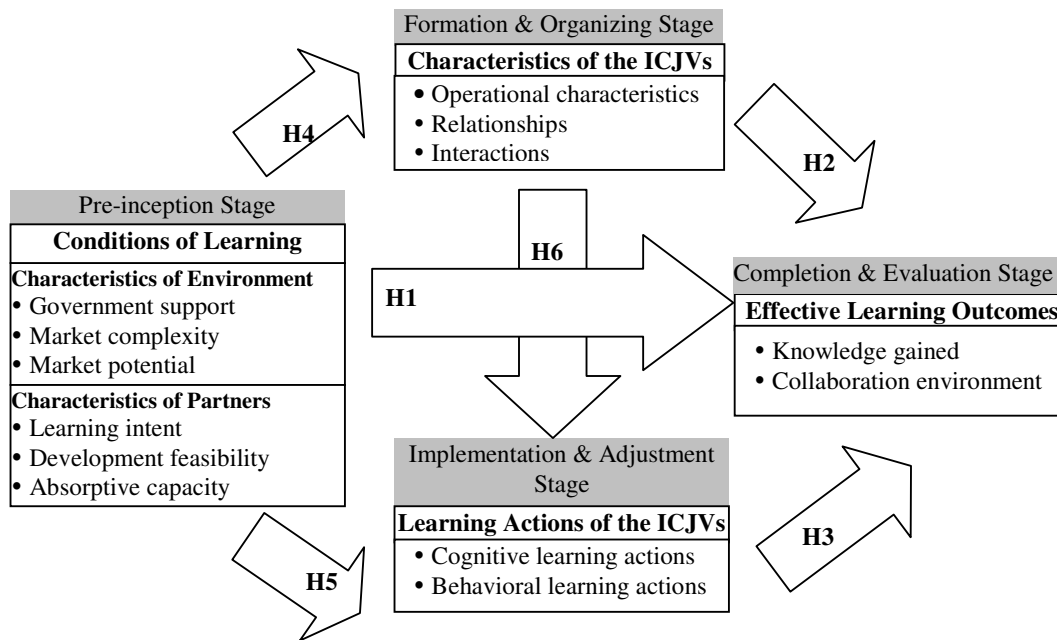 Formation & Organizing Stage
Characteristics of the ICJVs
• Operational characteristics
• Relationships
• Interactions
H4
H2
Pre-inception Stage
Conditions of Learning
Characteristics of Environment
• Government support
• Market complexity
• Market potential
Characteristics of Partners
• Learning intent
• Development feasibility
• Absorptive capacity
H6
H1
Completion & Evaluation Stage
Effective Learning Outcomes
• Knowledge gained
• Collaboration environment
Implementation & Adjustment
Stage
Learning Actions of the ICJVs
• Cognitive learning actions
• Behavioral learning actions
H5
H3